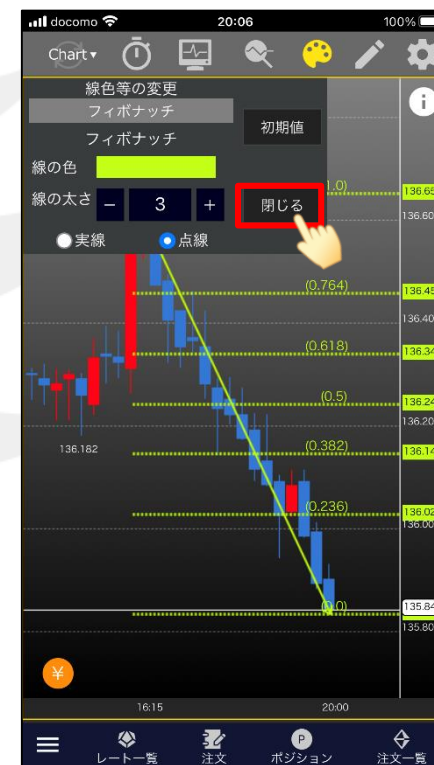 docomo 20:06 100%
Chart▾
i
線色等の変更
フィボナッチ
フィボナッチ
初期値
線の色
線の太さ − 3 +
閉じる
実線 点線
1.0)
136.65
136.60
(0.764)
136.45
136.40
(0.618)
136.34
(0.5)
136.24
136.20
(0.382)
136.182
136.14
(0.236)
136.02
136.00
135.84
135.80
¥
16:15 20:00
レート一覧 注文 P ポジション 注文一覧